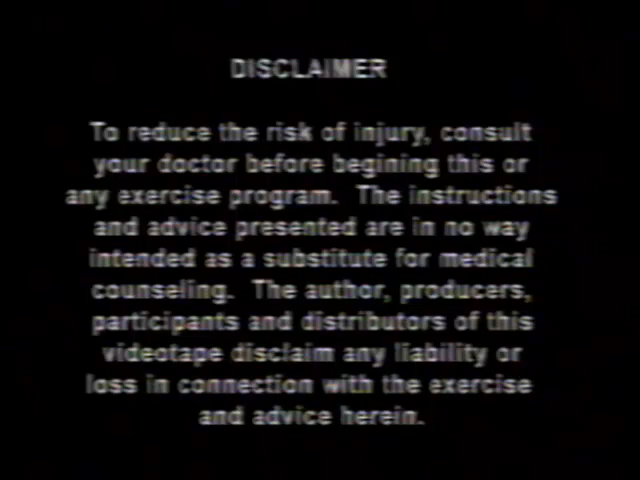 DISCLAIMER
To reduce the risk of injury, consult
your doctor before begining this or
any exercise program.  The instructions
and advice presented are in no way
intended as a substitute for medical
counseling.  The author, producers,
participants and distributors of this
videotape disclaim any liability or
loss in connection with the exercise
and advice herein.